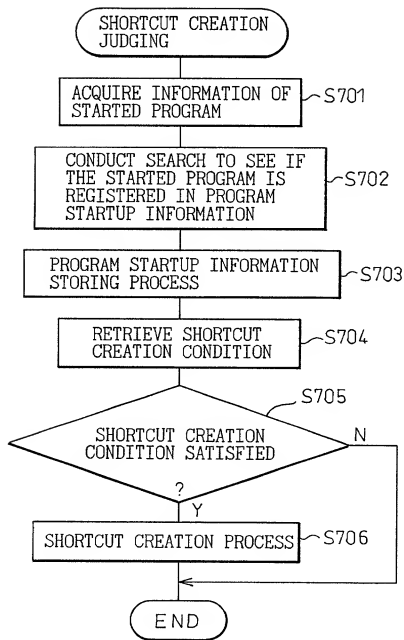 SHORTCUT CREATION
JUDGING
ACQUIRE INFORMATION OF
STARTED PROGRAM
S701
CONDUCT SEARCH TO SEE IF
THE STARTED PROGRAM IS
REGISTERED IN PROGRAM
STARTUP INFORMATION
S702
PROGRAM STARTUP INFORMATION
STORING PROCESS
S703
RETRIEVE SHORTCUT
CREATION CONDITION
S704
S705
SHORTCUT CREATION
CONDITION SATISFIED
?
N
Y
SHORTCUT CREATION PROCESS
S706
END